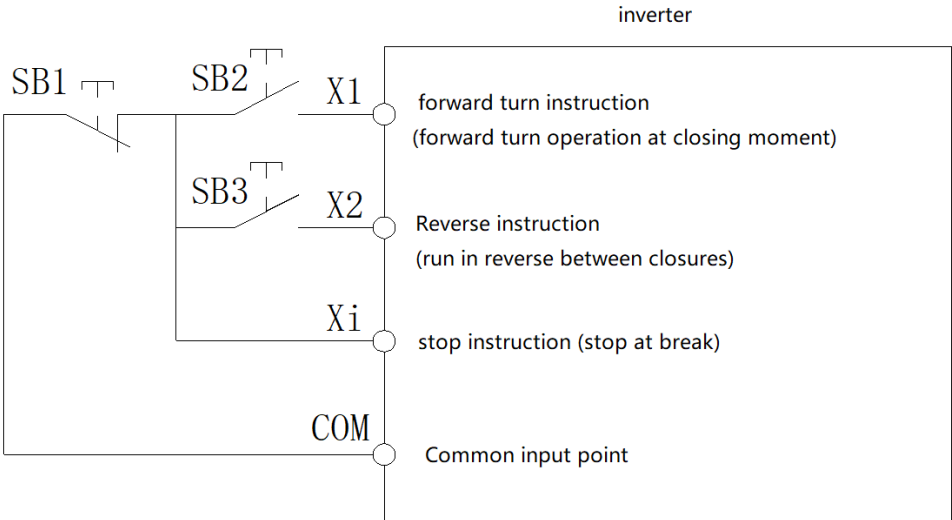 inverter
SB1
SB2
X1
forward turn instruction
(forward turn operation at closing moment)
SB3
X2
Reverse instruction
(run in reverse between closures)
Xi
stop instruction (stop at break)
COM
Common input point